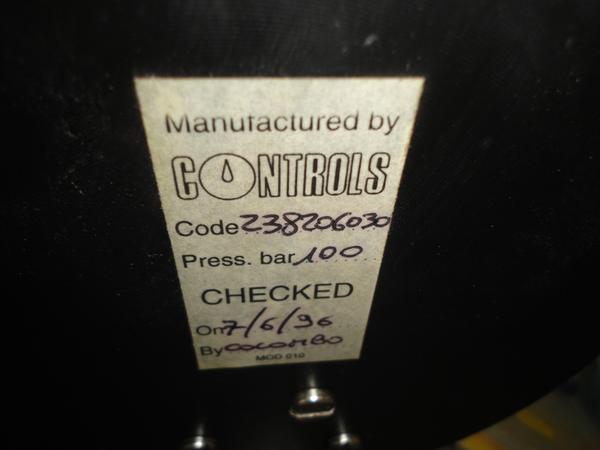 Manufactured by
CONTROLS
Code 238206030
Press. bar 100
CHECKED
On 7/6/96
By COLOMBO
MOD 010